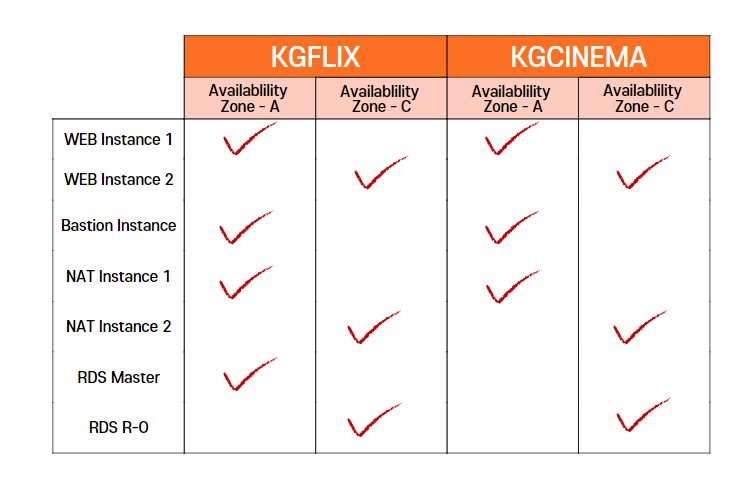 KGFLIX KGCINEMA
Availablility Availablility Availablility Availablility
Zone - A Zone - C Zone - A Zone - C
WEB Instance 1
WEB Instance 2
Bastion Instance
NAT Instance 1
NAT Instance 2
RDS Master
RDS R-O